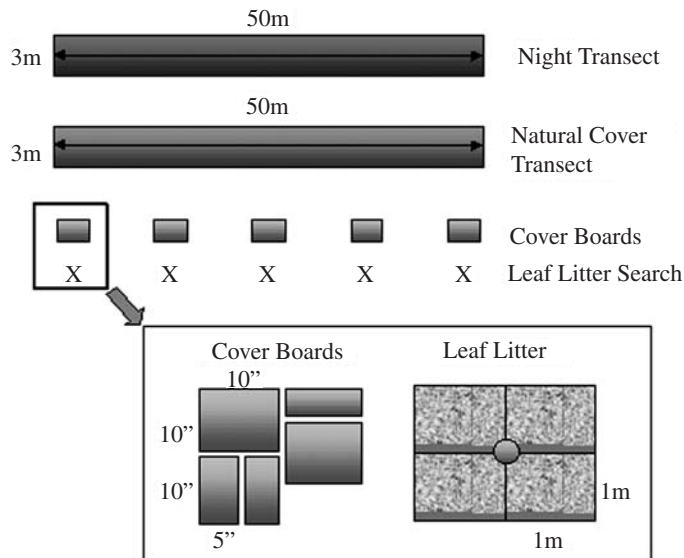 50m
3m
Night Transect
50m
3m
Natural Cover
Transect
Cover Boards
X X X X X
Leaf Litter Search
Cover Boards
Leaf Litter
10”
10”
10”
5”
1m
1m